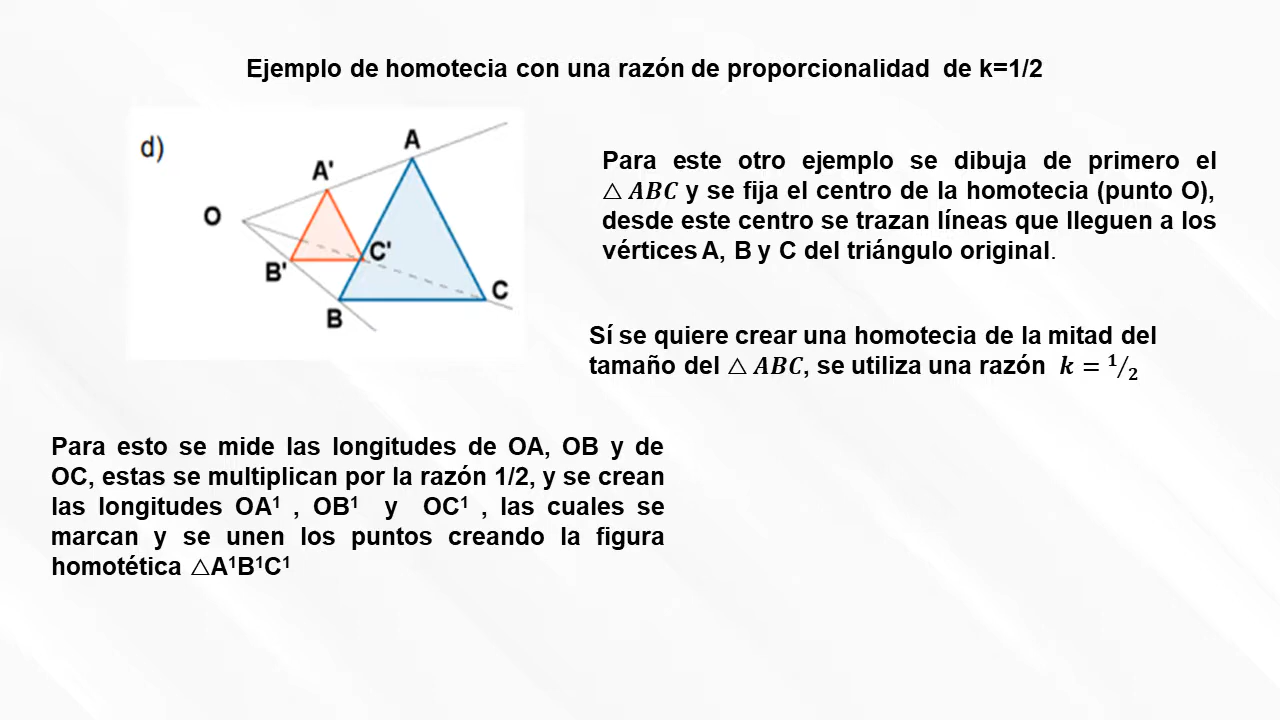 Ejemplo de homotecia con una razón de proporcionalidad de k=1/2
d)
A
A'
O
C'
B'
C
B
Para este otro ejemplo se dibuja de primero el
△ ABC y se fija el centro de la homotecia (punto O),
desde este centro se trazan líneas que lleguen a los
vértices A, B y C del triángulo original.
Sí se quiere crear una homotecia de la mitad del
tamaño del △ ABC, se utiliza una razón k = 1/2
Para esto se mide las longitudes de OA, OB y de
OC, estas se multiplican por la razón 1/2, y se crean
las longitudes OA¹ , OB¹ y OC¹ , las cuales se
marcan y se unen los puntos creando la figura
homotética △A¹B¹C¹